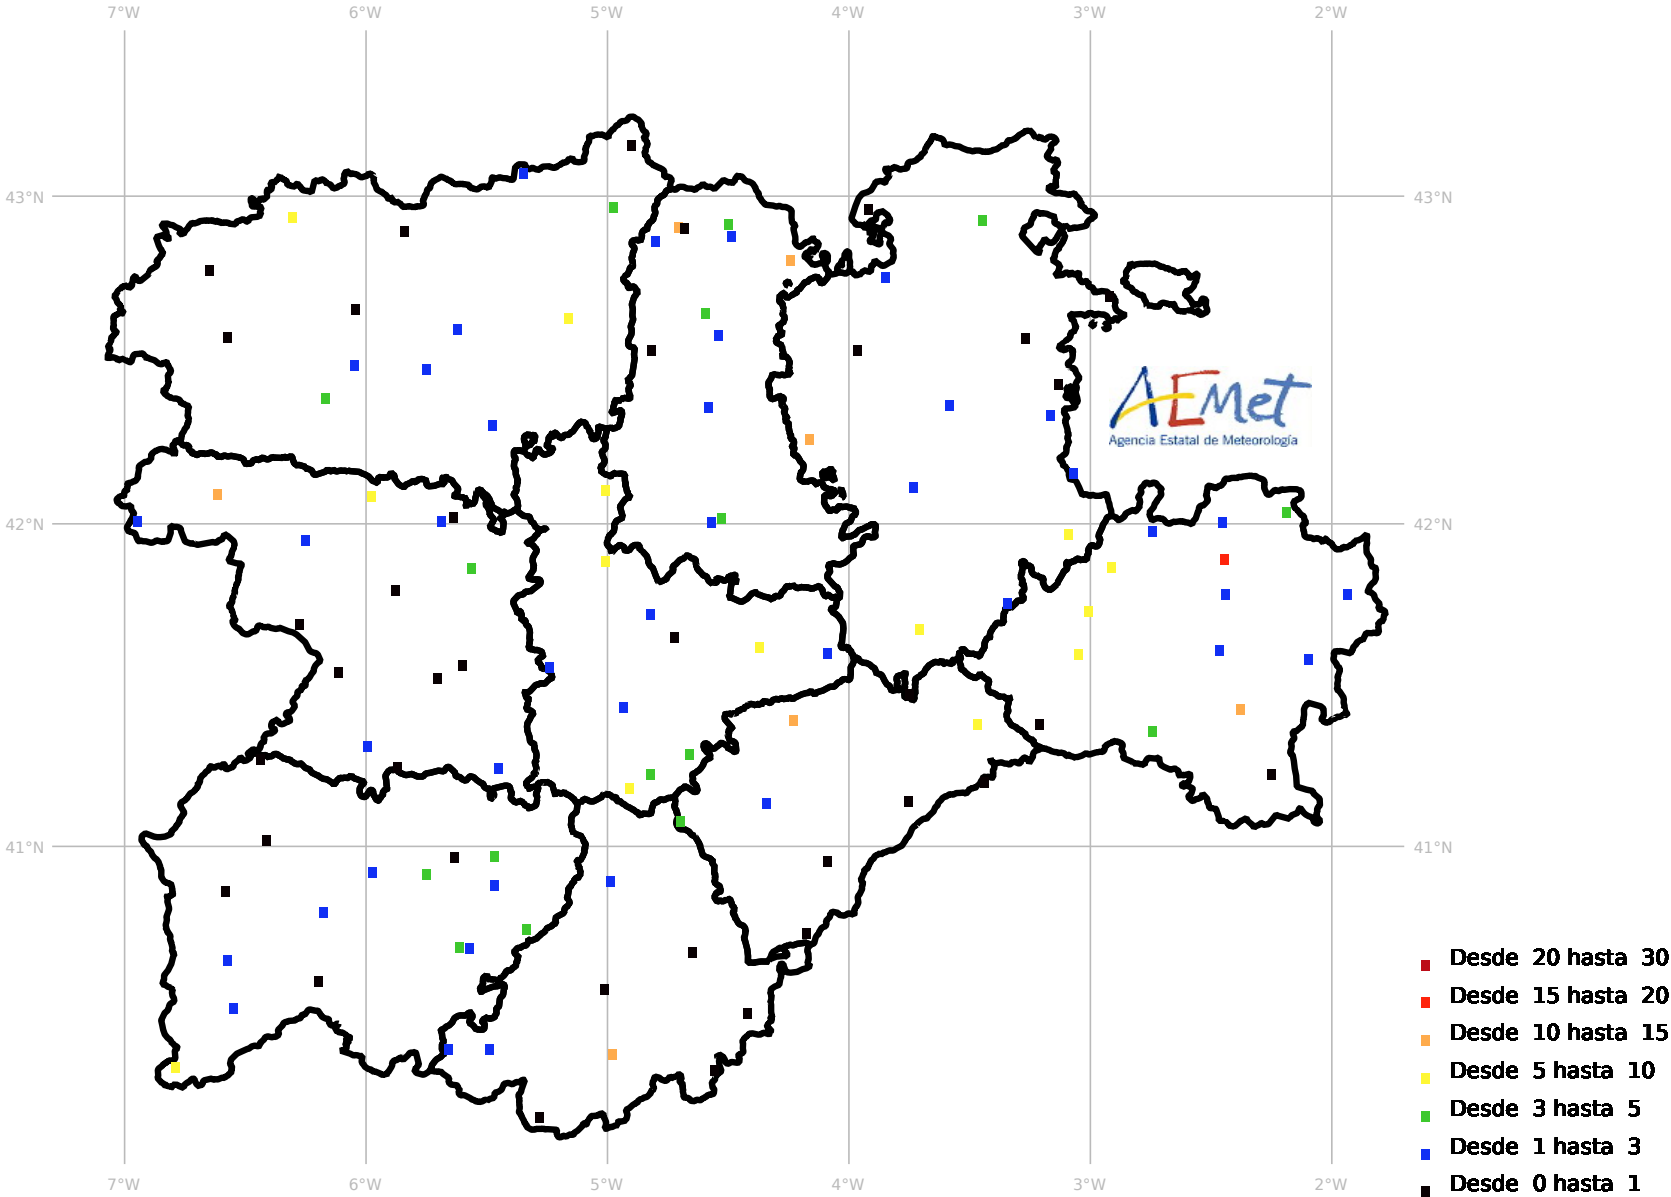 7°W 6°W 5°W 4°W 3°W 2°W
43°N 43°N
AEMet
Agencia Estatal de Meteorología
42°N 42°N
41°N 41°N
Desde 20 hasta 30
Desde 15 hasta 20
Desde 10 hasta 15
Desde 5 hasta 10
Desde 3 hasta 5
Desde 1 hasta 3
Desde 0 hasta 1
7°W 6°W 5°W 4°W 3°W 2°W